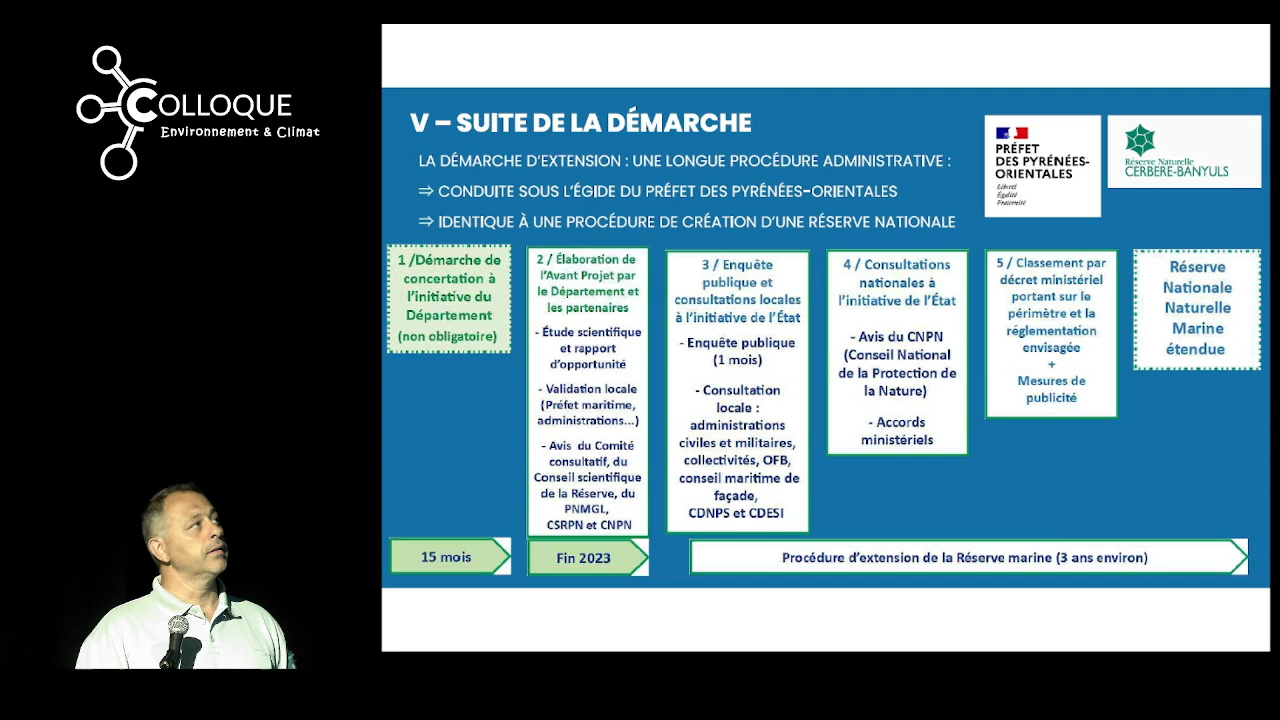 COLLOQUE
Environnement & Climat
V – SUITE DE LA DÉMARCHE
LA DÉMARCHE D'EXTENSION : UNE LONGUE PROCÉDURE ADMINISTRATIVE :
⇒ CONDUITE SOUS L'ÉGIDE DU PRÉFET DES PYRÉNÉES-ORIENTALES
⇒ IDENTIQUE À UNE PROCÉDURE DE CRÉATION D'UNE RÉSERVE NATIONALE
PRÉFET
DES PYRÉNÉES-
ORIENTALES
Liberté
Égalité
Fraternité
Réserve Naturelle
CERBÈRE-BANYULS
1 /Démarche de
concertation à
l'initiative du
Département
(non obligatoire)
2 / Élaboration de
l'Avant Projet par
le Département et
les partenaires
- Étude scientifique
et rapport
d'opportunité
- Validation locale
(Préfet maritime,
administrations...)
- Avis du Comité
consultatif, du
Conseil scientifique
de la Réserve, du
PNMGL,
CSRPN et CNPN
3 / Enquête
publique et
consultations locales
à l'initiative de l'État
- Enquête publique
(1 mois)
- Consultation
locale :
administrations
civiles et militaires,
collectivités, OFB,
conseil maritime de
façade,
CDNPS et CDESI
4 / Consultations
nationales à
l'initiative de l'État
- Avis du CNPN
(Conseil National
de la Protection de
la Nature)
- Accords
ministériels
5 / Classement par
décret ministériel
portant sur le
périmètre et la
réglementation
envisagée
+
Mesures de
publicité
Réserve
Nationale
Naturelle
Marine
étendue
15 mois
Fin 2023
Procédure d'extension de la Réserve marine (3 ans environ)